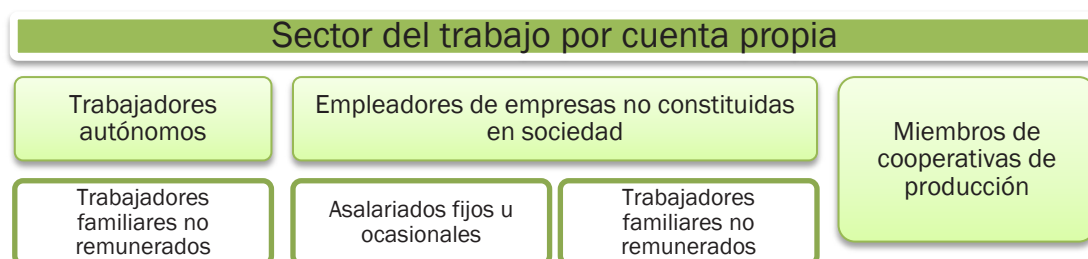 Sector del trabajo por cuenta propia
Trabajadores
autónomos
Empleadores de empresas no constituidas
en sociedad
Miembros de
cooperativas de
producción
Trabajadores
familiares no
remunerados
Asalariados fijos u
ocasionales
Trabajadores
familiares no
remunerados